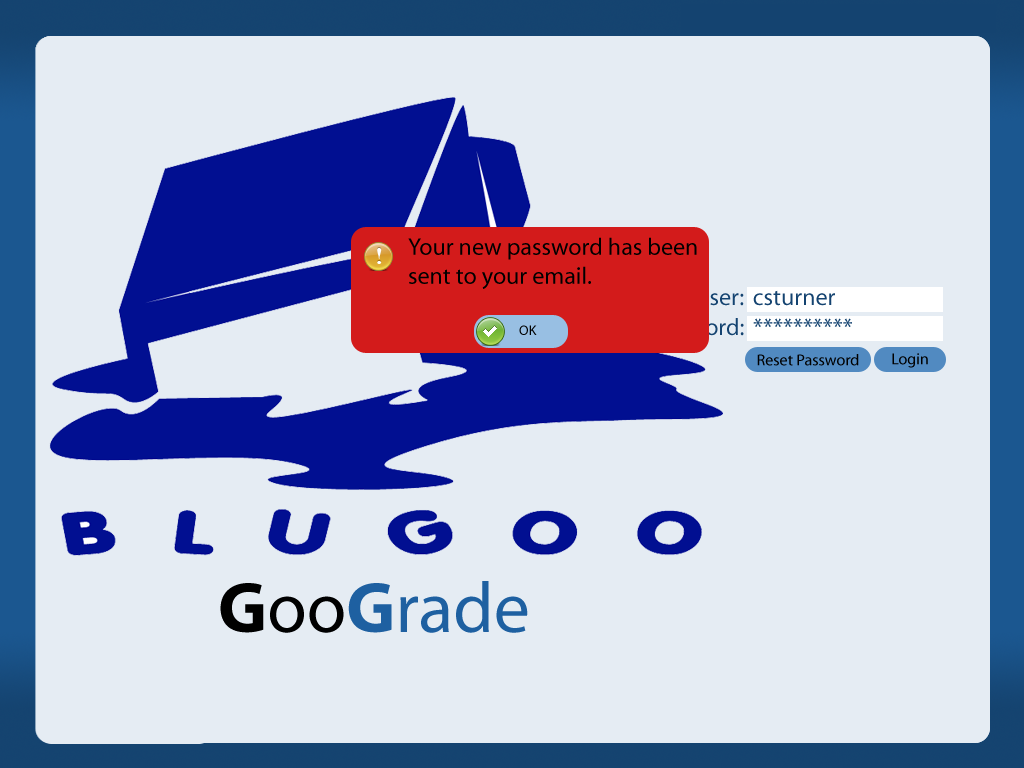 Your new password has been
sent to your email.
OK
ser: csturner
ord: **********
Reset Password Login
BLUGOO
GooGrade